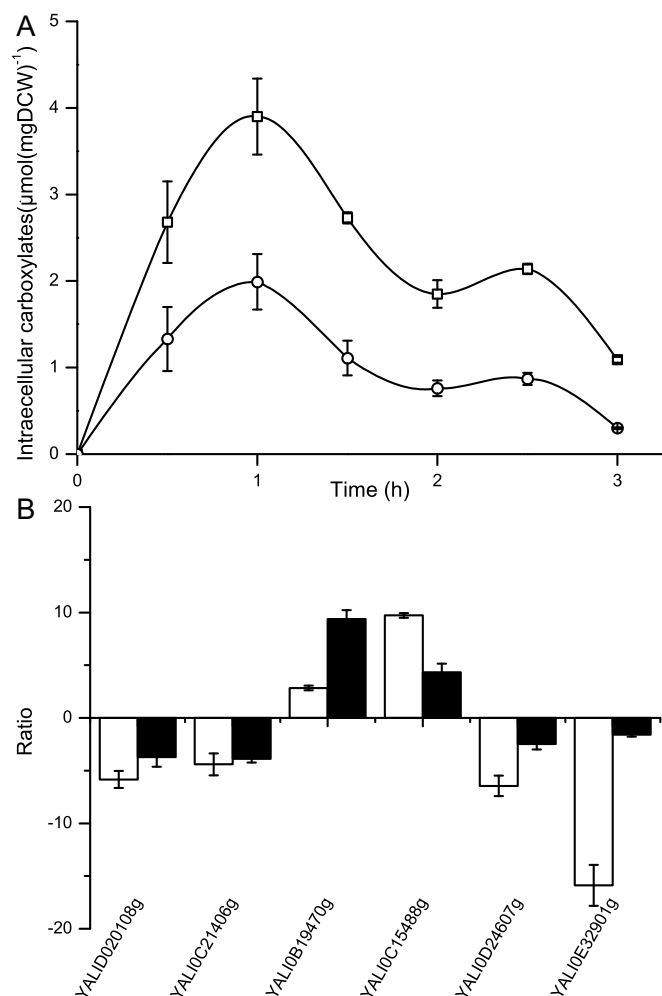 A
5
4
3
2
1
0
Intraecellular carboxylates(μmol(mgDCW)⁻¹)
0
1
2
3
Time (h)
B
20
10
0
-10
-20
Ratio
YALID020108g
YALI0C21406g
YALI0B19470g
YALI0C15488g
YALI0D24607g
YALI0E32901g